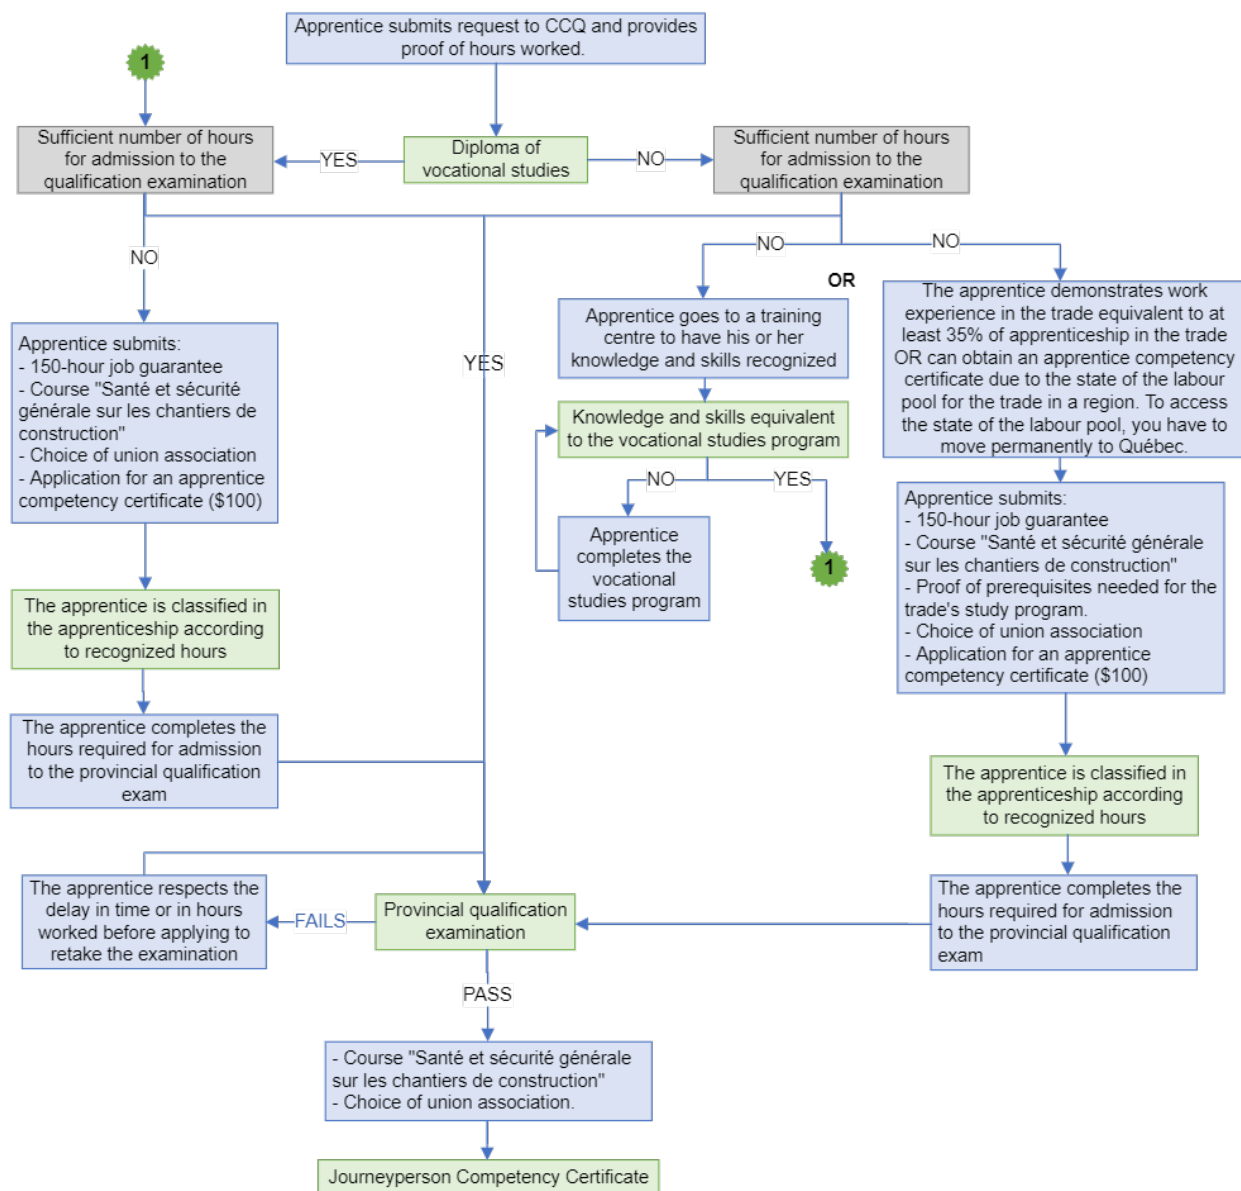 Apprentice submits request to CCQ and provides
proof of hours worked.
1
Sufficient number of hours
for admission to the
qualification examination
YES
Diploma of
vocational studies
NO
Sufficient number of hours
for admission to the
qualification examination
NO
YES
NO
NO
OR
Apprentice submits:
- 150-hour job guarantee
- Course "Santé et sécurité
générale sur les chantiers de
construction"
- Choice of union association
- Application for an apprentice
competency certificate ($100)
The apprentice is classified in
the apprenticeship according
to recognized hours
The apprentice completes the
hours required for admission
to the provincial qualification
exam
Apprentice goes to a training
centre to have his or her
knowledge and skills recognized
Knowledge and skills equivalent
to the vocational studies program
NO
YES
Apprentice
completes the
vocational
studies program
1
The apprentice demonstrates work
experience in the trade equivalent to at
least 35% of apprenticeship in the trade
OR can obtain an apprentice competency
certificate due to the state of the labour
pool for the trade in a region. To access
the state of the labour pool, you have to
move permanently to Québec.
Apprentice submits:
- 150-hour job guarantee
- Course "Santé et sécurité générale
sur les chantiers de construction"
- Proof of prerequisites needed for the
trade's study program.
- Choice of union association
- Application for an apprentice
competency certificate ($100)
The apprentice is classified in
the apprenticeship according
to recognized hours
The apprentice completes the
hours required for admission
to the provincial qualification
exam
The apprentice respects the
delay in time or in hours
worked before applying to
retake the examination
FAILS
Provincial qualification
examination
PASS
- Course "Santé et sécurité générale
sur les chantiers de construction"
- Choice of union association.
Journeyperson Competency Certificate